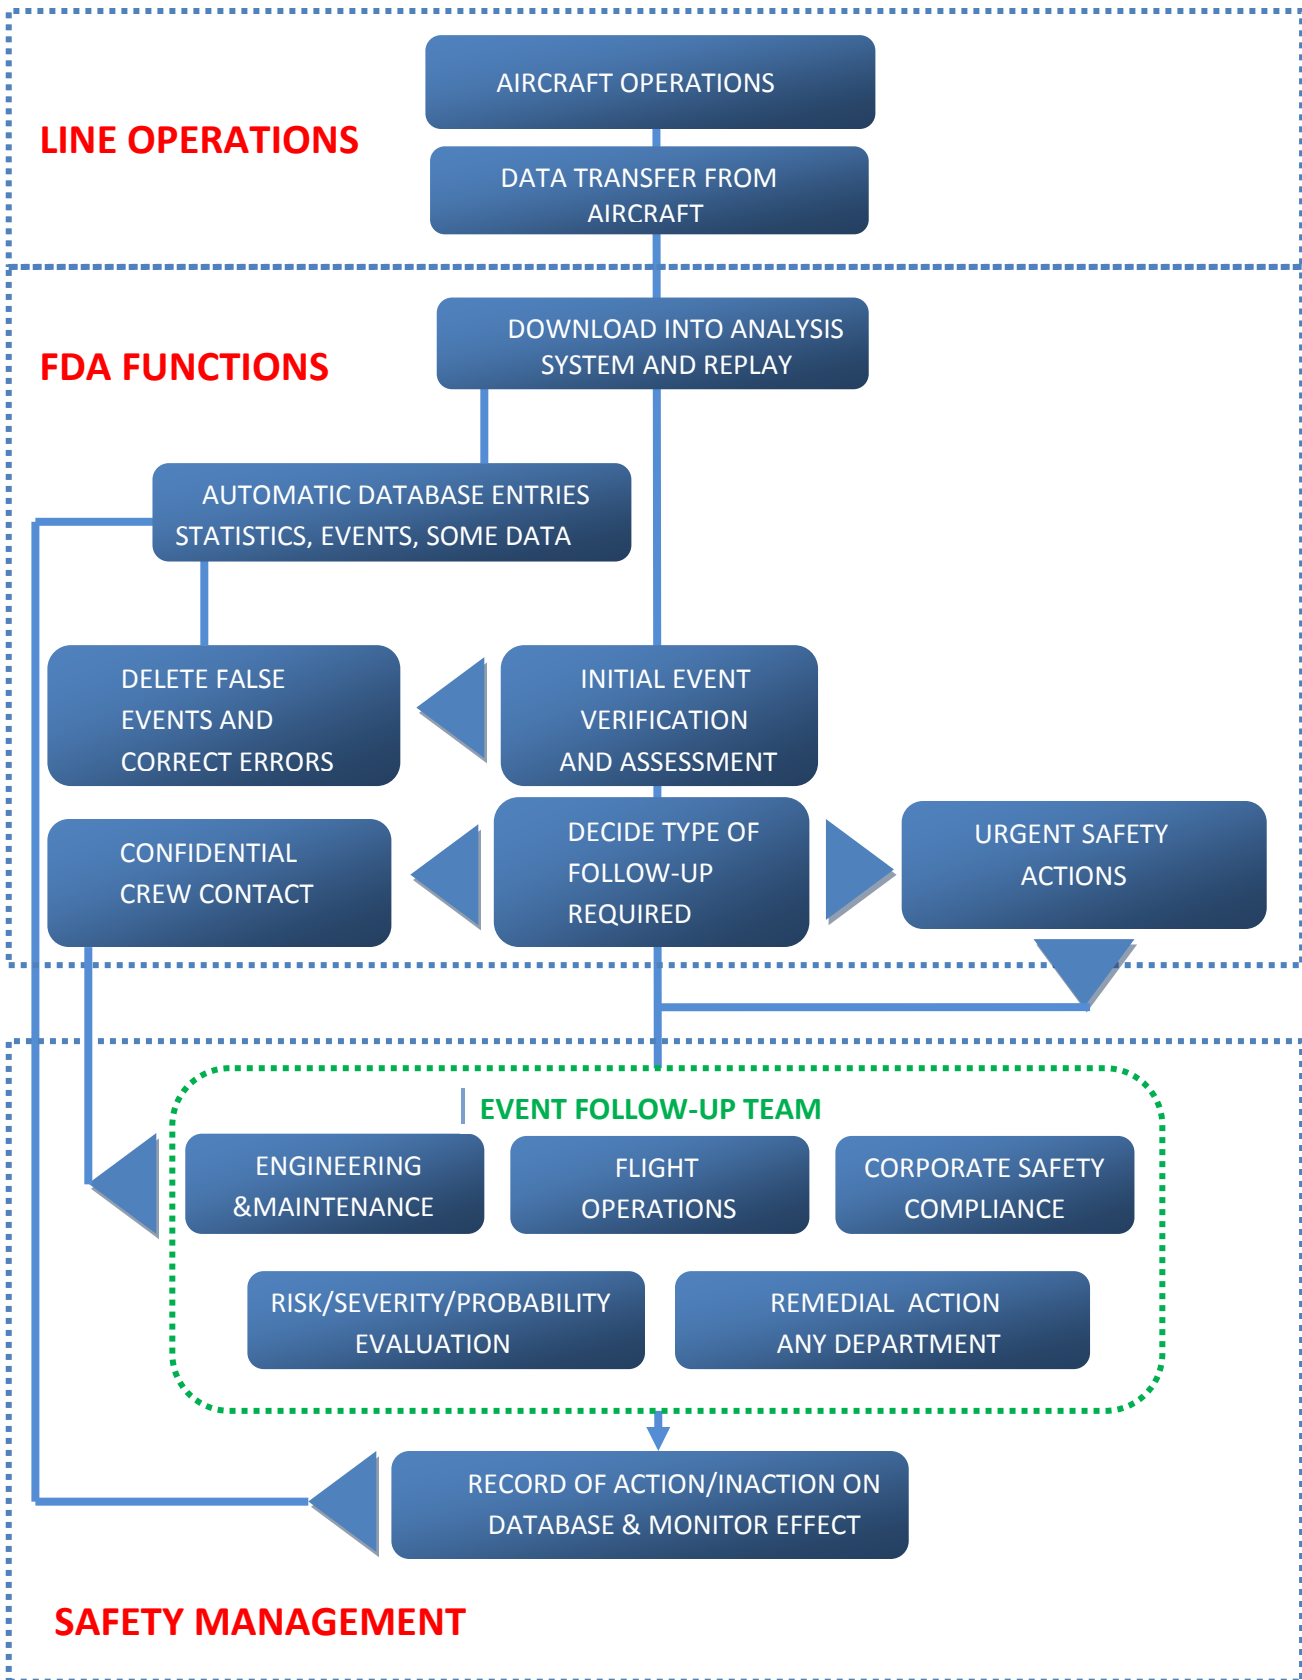 AIRCRAFT OPERATIONS
LINE OPERATIONS
DATA TRANSFER FROM
AIRCRAFT
DOWNLOAD INTO ANALYSIS
SYSTEM AND REPLAY
FDA FUNCTIONS
AUTOMATIC DATABASE ENTRIES
STATISTICS, EVENTS, SOME DATA
DELETE FALSE
EVENTS AND
CORRECT ERRORS
INITIAL EVENT
VERIFICATION
AND ASSESSMENT
CONFIDENTIAL
CREW CONTACT
DECIDE TYPE OF
FOLLOW-UP
REQUIRED
URGENT SAFETY
ACTIONS
EVENT FOLLOW-UP TEAM
ENGINEERING
&MAINTENANCE
FLIGHT
OPERATIONS
CORPORATE SAFETY
COMPLIANCE
RISK/SEVERITY/PROBABILITY
EVALUATION
REMEDIAL ACTION
ANY DEPARTMENT
RECORD OF ACTION/INACTION ON
DATABASE & MONITOR EFFECT
SAFETY MANAGEMENT